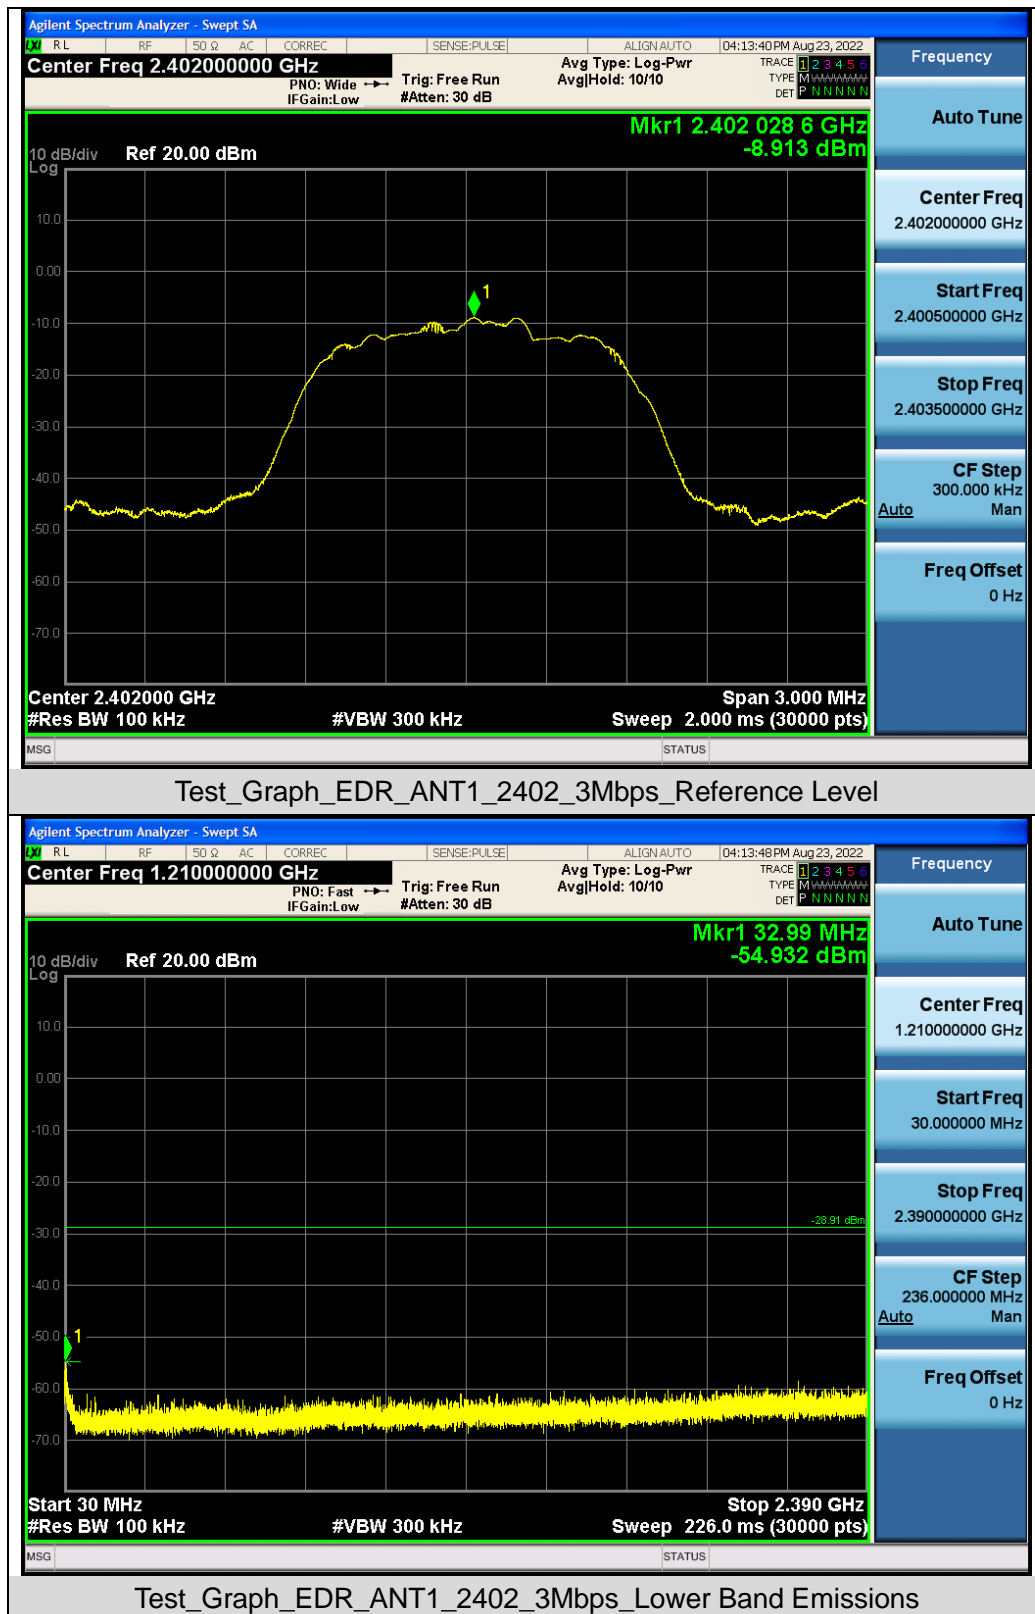 Agilent Spectrum Analyzer - Swept SA
LXI RL RF 50 Ω AC CORREC SENSE:PULSE ALIGN AUTO 04:13:40 PM Aug 23, 2022
Center Freq 2.402000000 GHz
PNO: Wide
IFGain:Low
Trig: Free Run
#Atten: 30 dB
Avg Type: Log-Pwr
Avg|Hold: 10/10
TRACE 1 2 3 4 5 6
TYPE M
DET P N N N N N
Mkr1 2.402 028 6 GHz
-8.913 dBm
10 dB/div Ref 20.00 dBm
Log
10.0
0.00
-10.0
-20.0
-30.0
-40.0
-50.0
-60.0
-70.0
1
Center 2.402000 GHz Span 3.000 MHz
#Res BW 100 kHz #VBW 300 kHz Sweep 2.000 ms (30000 pts)
MSG STATUS
Frequency
Auto Tune
Center Freq
2.402000000 GHz
Start Freq
2.400500000 GHz
Stop Freq
2.403500000 GHz
CF Step
300.000 kHz
Auto Man
Freq Offset
0 Hz
Test_Graph_EDR_ANT1_2402_3Mbps_Reference Level
Agilent Spectrum Analyzer - Swept SA
LXI RL RF 50 Ω AC CORREC SENSE:PULSE ALIGN AUTO 04:13:48 PM Aug 23, 2022
Center Freq 1.210000000 GHz
PNO: Fast
IFGain:Low
Trig: Free Run
#Atten: 30 dB
Avg Type: Log-Pwr
Avg|Hold: 10/10
TRACE 1 2 3 4 5 6
TYPE M
DET P N N N N N
Mkr1 32.99 MHz
-54.932 dBm
10 dB/div Ref 20.00 dBm
Log
10.0
0.00
-10.0
-20.0
-30.0
-40.0
-50.0
-60.0
-70.0
-28.91 dBm
1
Start 30 MHz Stop 2.390 GHz
#Res BW 100 kHz #VBW 300 kHz Sweep 226.0 ms (30000 pts)
MSG STATUS
Frequency
Auto Tune
Center Freq
1.210000000 GHz
Start Freq
30.000000 MHz
Stop Freq
2.390000000 GHz
CF Step
236.000000 MHz
Auto Man
Freq Offset
0 Hz
Test_Graph_EDR_ANT1_2402_3Mbps_Lower Band Emissions